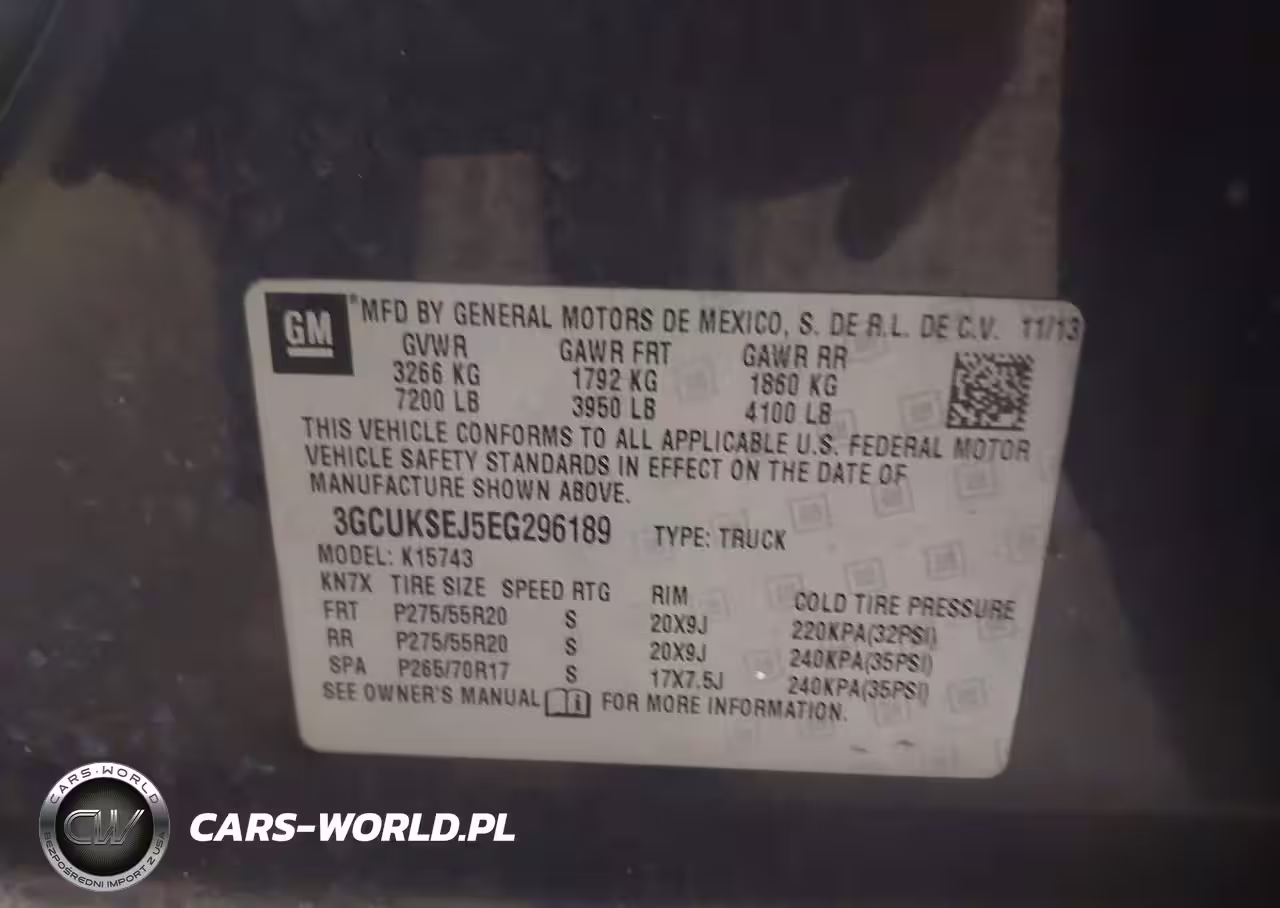 GM ® MFD BY GENERAL MOTORS DE MEXICO, S. DE R.L. DE C.V. 11/13
GVWR GAWR FRT GAWR RR
3266 KG 1792 KG 1860 KG
7200 LB 3950 LB 4100 LB
THIS VEHICLE CONFORMS TO ALL APPLICABLE U.S. FEDERAL MOTOR
VEHICLE SAFETY STANDARDS IN EFFECT ON THE DATE OF
MANUFACTURE SHOWN ABOVE.
3GCUKSEJ5EG296189 TYPE: TRUCK
MODEL: K15743
KN7X TIRE SIZE SPEED RTG RIM COLD TIRE PRESSURE
FRT P275/55R20 S 20X9J 220KPA(32PSI)
RR P275/55R20 S 20X9J 240KPA(35PSI)
SPA P265/70R17 S 17X7.5J 240KPA(35PSI)
SEE OWNER'S MANUAL FOR MORE INFORMATION.
CARS-WORLD
CW
BEZPOŚREDNI IMPORT Z USA
CARS-WORLD.PL